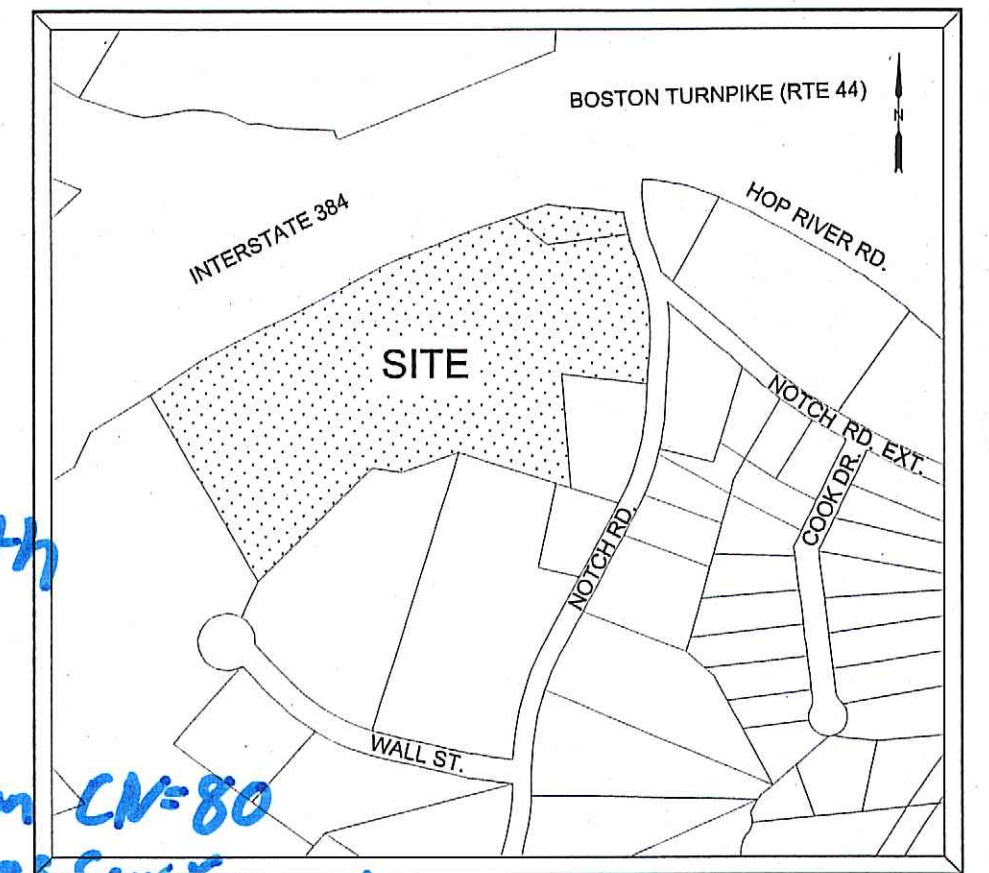 BOSTON TURNPIKE (RTE 44)
N
HOP RIVER RD.
INTERSTATE 384
SITE
NOTCH RD. EXT.
COOK DR.
NOTCH RD.
WALL ST.
CN=80